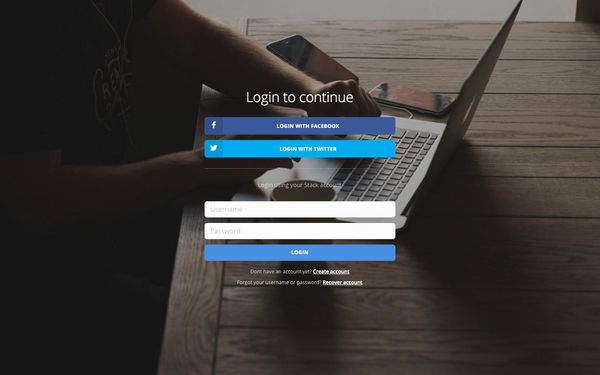 Login to continue
LOGIN WITH FACEBOOK
LOGIN WITH TWITTER
Login using your Stack account
Username
Password
LOGIN
Dont have an account yet? Create account
Forgot your username or password? Recover account